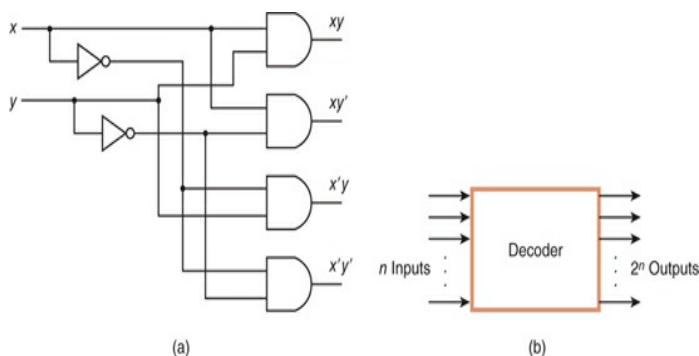 x
y
xy
xy'
x'y
x'y'
(a)
n Inputs
Decoder
2ⁿ Outputs
(b)